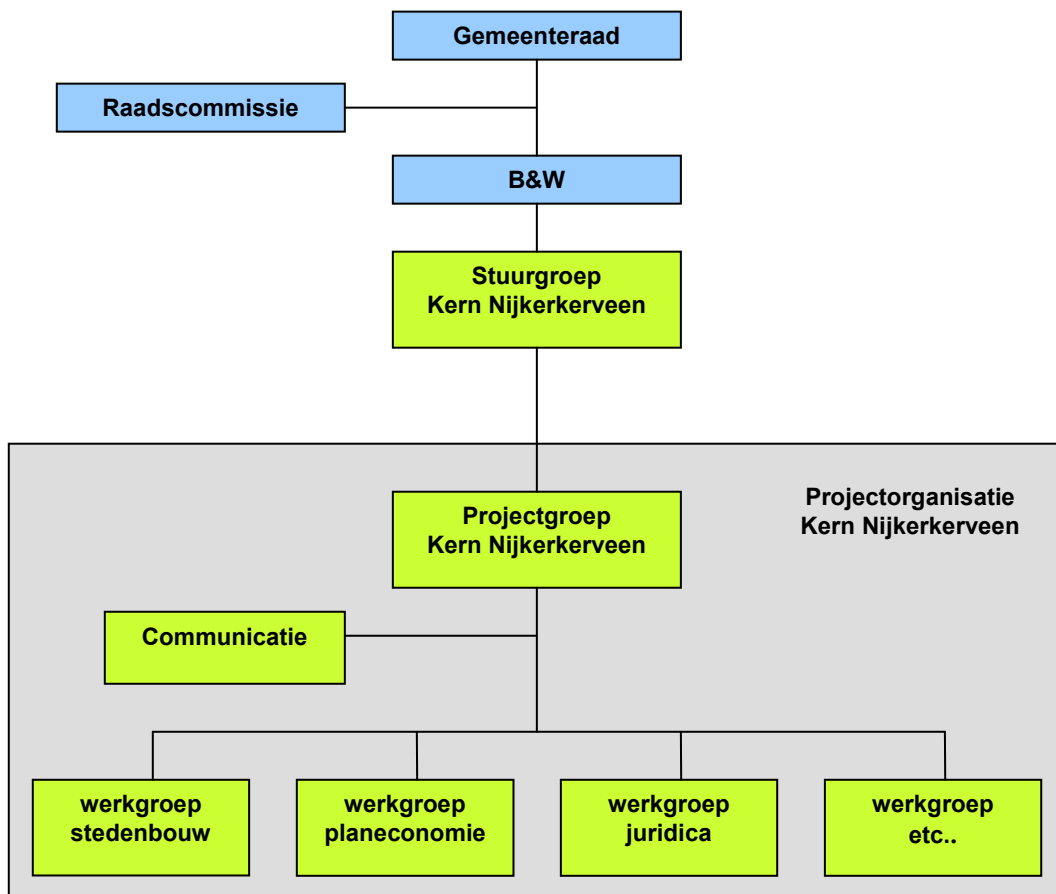 Gemeenteraad
Raadscommissie
B&W
Stuurgroep
Kern Nijkerkerveen
Projectorganisatie
Kern Nijkerkerveen
Projectgroep
Kern Nijkerkerveen
Communicatie
werkgroep
stedenbouw
werkgroep
planeconomie
werkgroep
juridica
werkgroep
etc..